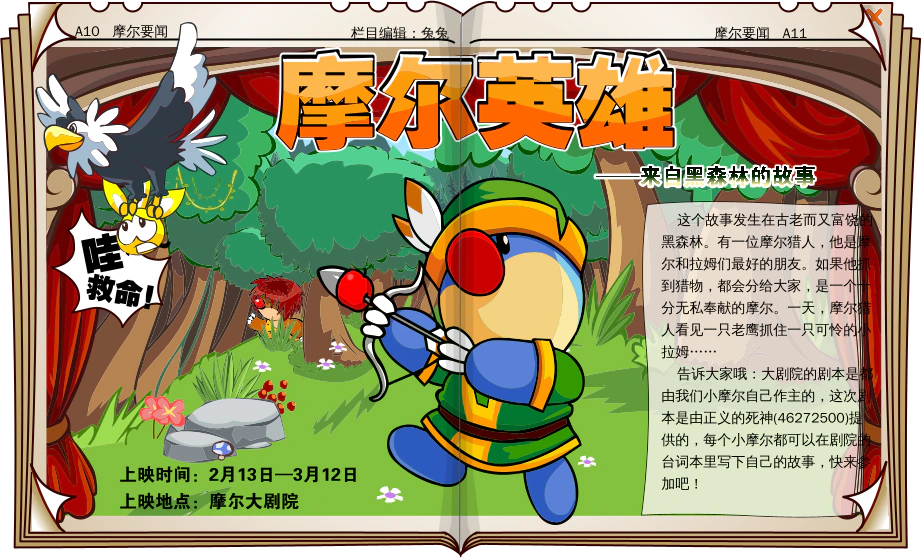 A10 摩尔要闻
栏目编辑：兔兔
摩尔要闻 A11
摩尔英雄
——来自黑森林的故事
哇
救命！
这个故事发生在古老而又富饶的
黑森林。有一位摩尔猎人，他是摩
尔和拉姆们最好的朋友。如果他抓
到猎物，都会分给大家，是一个十
分无私奉献的摩尔。一天，摩尔猎
人看见一只老鹰抓住一只可怜的小
拉姆……
告诉大家哦：大剧院的剧本是都
由我们小摩尔自己作主的，这次剧
本是由正义的死神(46272500)提
供的，每个小摩尔都可以在剧院的
台词本里写下自己的故事，快来参
加吧！
上映时间：2月13日—3月12日
上映地点：摩尔大剧院